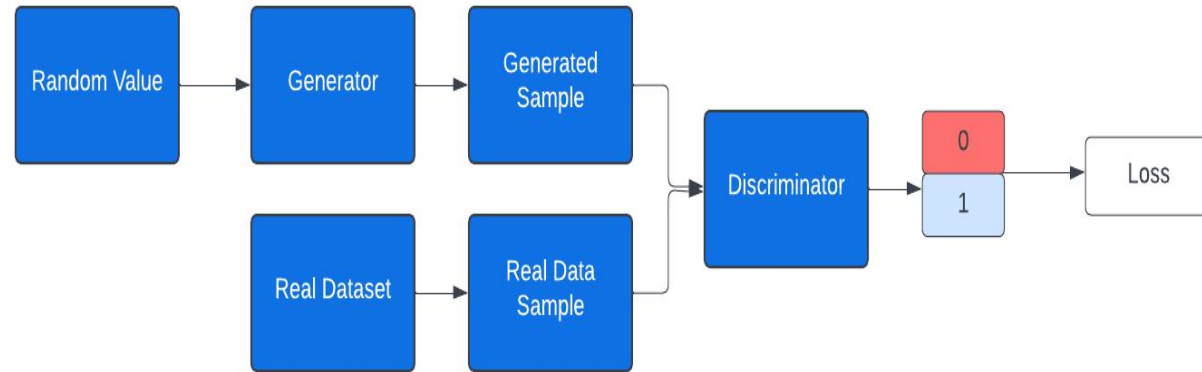 Random Value
Generator
Generated
Sample
Real Dataset
Real Data
Sample
Discriminator
0
1
Loss